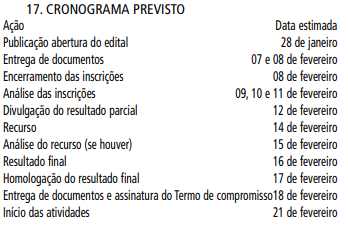 17. CRONOGRAMA PREVISTO
Ação Data estimada
Publicação abertura do edital 28 de janeiro
Entrega de documentos 07 e 08 de fevereiro
Encerramento das inscrições 08 de fevereiro
Análise das inscrições 09, 10 e 11 de fevereiro
Divulgação do resultado parcial 12 de fevereiro
Recurso 14 de fevereiro
Análise do recurso (se houver) 15 de fevereiro
Resultado final 16 de fevereiro
Homologação do resultado final 17 de fevereiro
Entrega de documentos e assinatura do Termo de compromisso18 de fevereiro
Início das atividades 21 de fevereiro